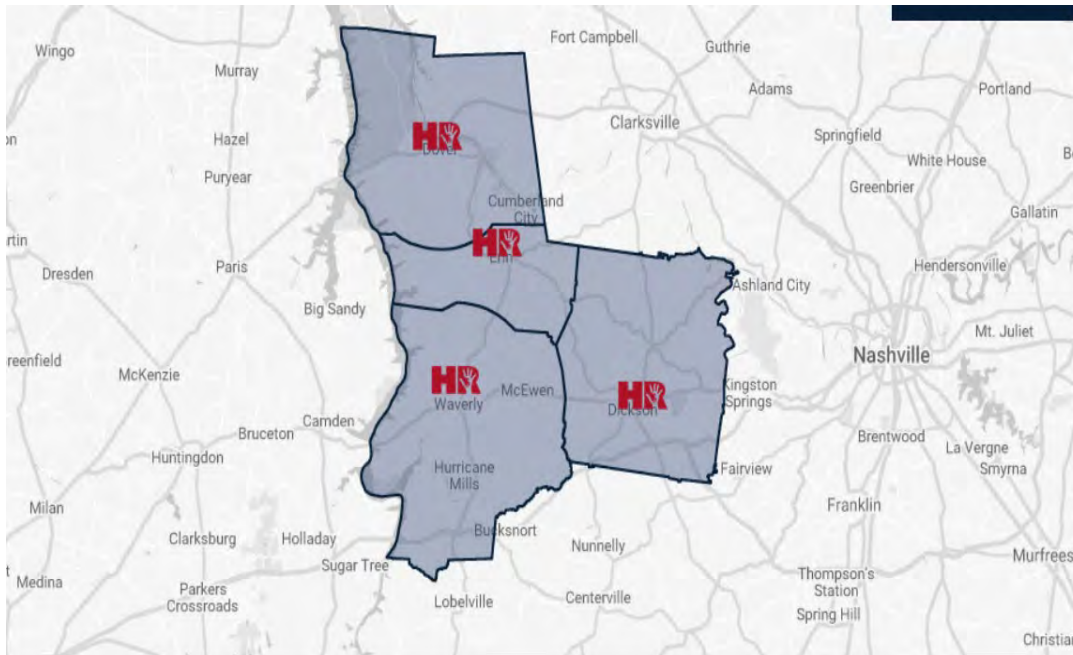 Wingo
Murray
Fort Campbell
Guthrie
Adams
Portland
Hazel
HR
Dover
Clarksville
Springfield
White House
Puryear
Greenbrier
Cumberland
City
Gallatin
HR
Erin
Dresden
Paris
Hendersonville
Ashland City
Big Sandy
Mt. Juliet
Nashville
McKenzie
HR
Waverly
McEwen
HR
Dickson
Kingston
Springs
Camden
Bruceton
Brentwood
La Vergne
Huntingdon
Smyrna
Hurricane
Mills
Fairview
Milan
Franklin
Bucksnort
Clarksburg
Holladay
Nunnelly
Murfrees
Sugar Tree
Medina
Parkers
Crossroads
Lobelville
Centerville
Thompson's
Station
Spring Hill
Christian